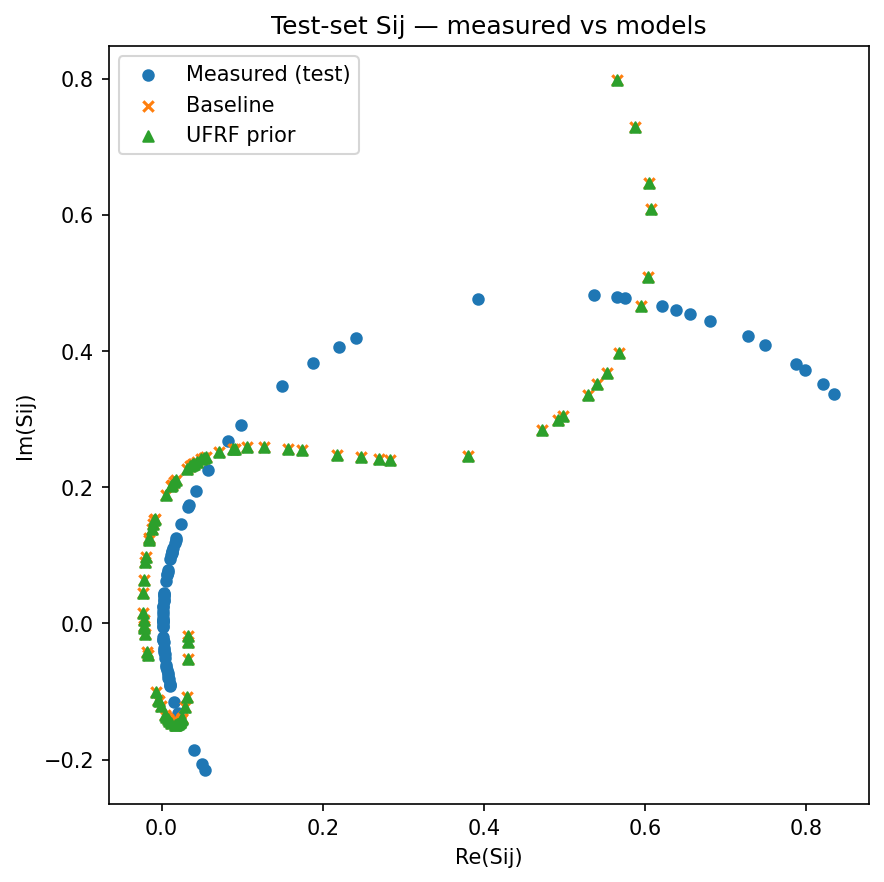 Test-set Sij — measured vs models
Measured (test)
Baseline
UFRF prior
0.8
0.6
0.4
0.2
0.0
−0.2
Im(Sij)
0.0 0.2 0.4 0.6 0.8
Re(Sij)